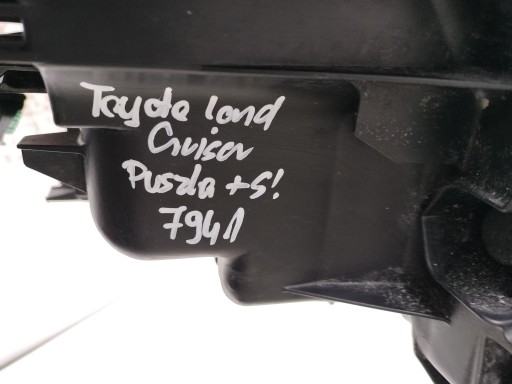 Toyota land
Cruiser
Puszka +S!
7941